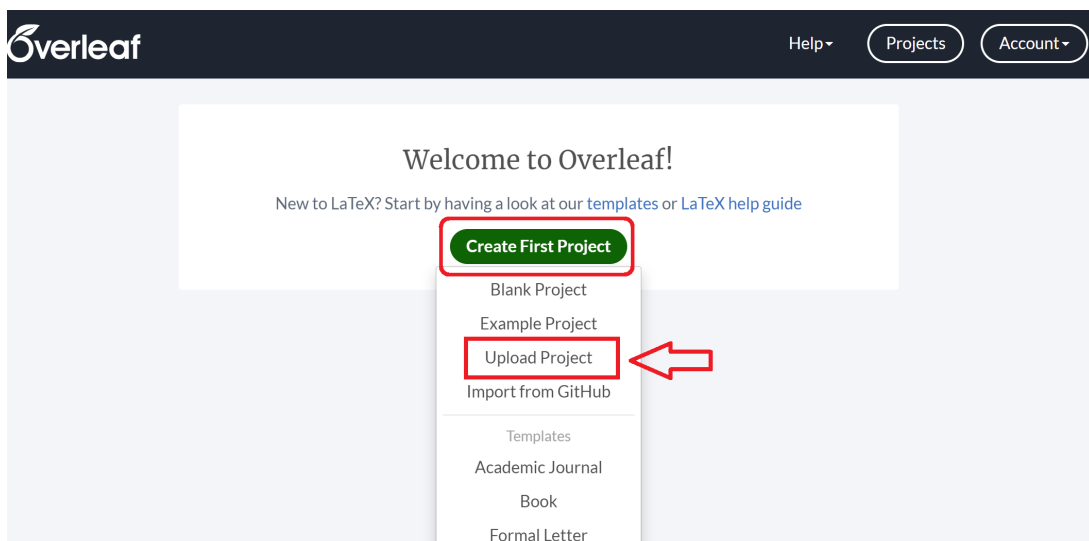 Overleaf
Help
Projects
Account
Welcome to Overleaf!
New to LaTeX? Start by having a look at our templates or LaTeX help guide
Create First Project
Blank Project
Example Project
Upload Project
Import from GitHub
Templates
Academic Journal
Book
Formal Letter